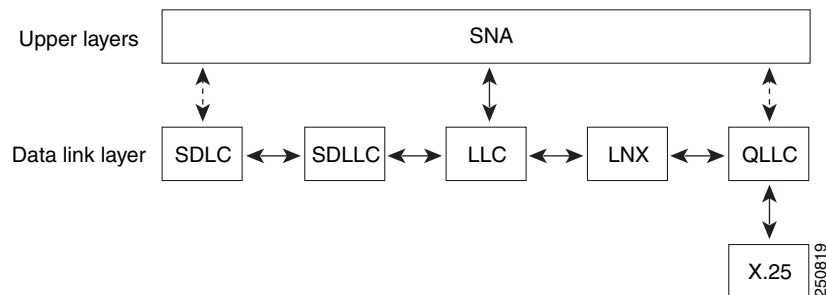 Upper layers
SNA
Data link layer
SDLC
SDLLC
LLC
LNX
QLLC
X.25
250819